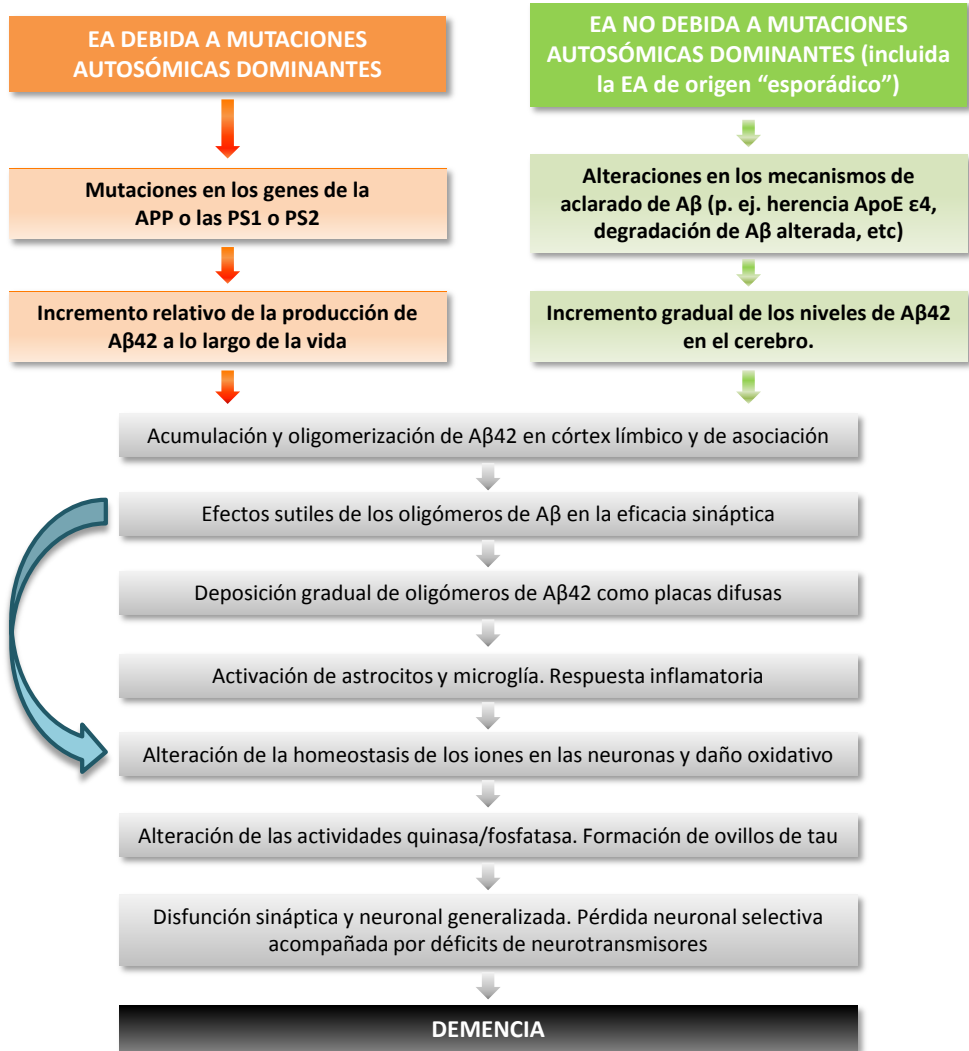 EA DEBIDA A MUTACIONES
AUTOSÓMICAS DOMINANTES
EA NO DEBIDA A MUTACIONES
AUTOSÓMICAS DOMINANTES (incluida
la EA de origen “esporádico”)
Mutaciones en los genes de la
APP o las PS1 o PS2
Alteraciones en los mecanismos de
aclarado de Aβ (p. ej. herencia ApoE ε4,
degradación de Aβ alterada, etc)
Incremento relativo de la producción de
Aβ42 a lo largo de la vida
Incremento gradual de los niveles de Aβ42
en el cerebro.
Acumulación y oligomerización de Aβ42 en córtex límbico y de asociación
Efectos sutiles de los oligómeros de Aβ en la eficacia sináptica
Deposición gradual de oligómeros de Aβ42 como placas difusas
Activación de astrocitos y microglía. Respuesta inflamatoria
Alteración de la homeostasis de los iones en las neuronas y daño oxidativo
Alteración de las actividades quinasa/fosfatasa. Formación de ovillos de tau
Disfunción sináptica y neuronal generalizada. Pérdida neuronal selectiva
acompañada por déficits de neurotransmisores
DEMENCIA